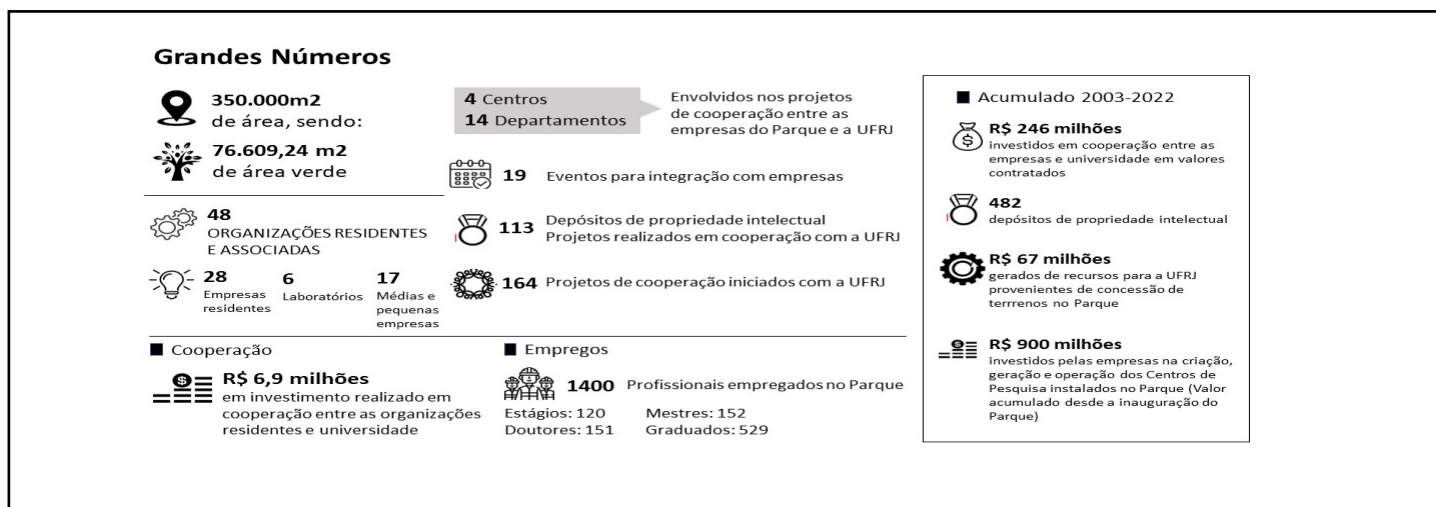 Grandes Números
350.000m2
de área, sendo:
76.609,24 m2
de área verde
48
ORGANIZAÇÕES RESIDENTES
E ASSOCIADAS
28
Empresas
residentes
6
Laboratórios
17
Médias e
pequenas
empresas
4 Centros
14 Departamentos
Envolvidos nos projetos
de cooperação entre as
empresas do Parque e a UFRJ
19 Eventos para integração com empresas
113 Depósitos de propriedade intelectual
Projetos realizados em cooperação com a UFRJ
164 Projetos de cooperação iniciados com a UFRJ
Cooperação
R$ 6,9 milhões
em investimento realizado em
cooperação entre as organizações
residentes e universidade
Empregos
1400 Profissionais empregados no Parque
Estágios: 120 Mestres: 152
Doutores: 151 Graduados: 529
Acumulado 2003-2022
R$ 246 milhões
investidos em cooperação entre as
empresas e universidade em valores
contratados
482
depósitos de propriedade intelectual
R$ 67 milhões
gerados de recursos para a UFRJ
provenientes de concessão de
terrrenos no Parque
R$ 900 milhões
investidos pelas empresas na criação,
geração e operação dos Centros de
Pesquisa instalados no Parque (Valor
acumulado desde a inauguração do
Parque)